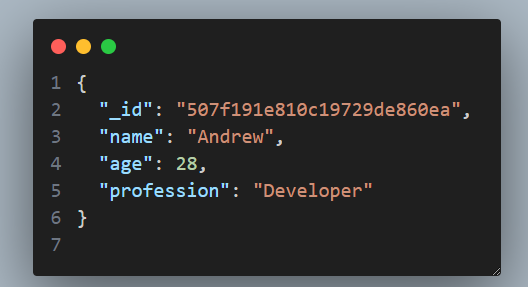 1 {
2   "_id": "507f191e810c19729de860ea",
3   "name": "Andrew",
4   "age": 28,
5   "profession": "Developer"
6 }
7